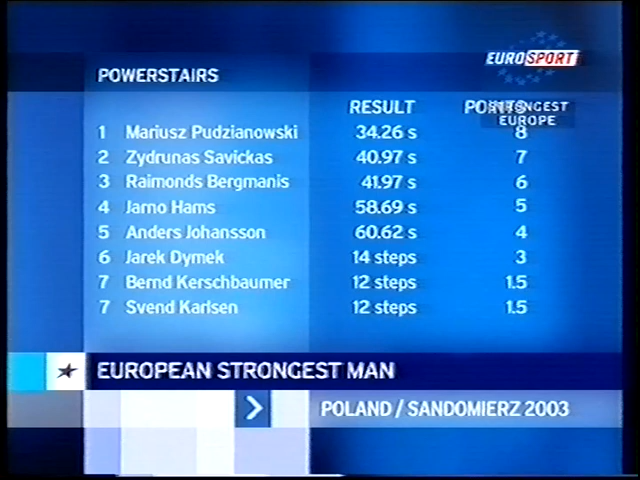 EUROSPORT
POWERSTAIRS
RESULT POINTS
STRONGEST
EUROPE
1 Mariusz Pudzianowski 34.26 s 8
2 Zydrunas Savickas 40.97 s 7
3 Raimonds Bergmanis 41.97 s 6
4 Jarno Hams 58.69 s 5
5 Anders Johansson 60.62 s 4
6 Jarek Dymek 14 steps 3
7 Bernd Kerschbaumer 12 steps 1.5
7 Svend Karlsen 12 steps 1.5
EUROPEAN STRONGEST MAN
POLAND / SANDOMIERZ 2003